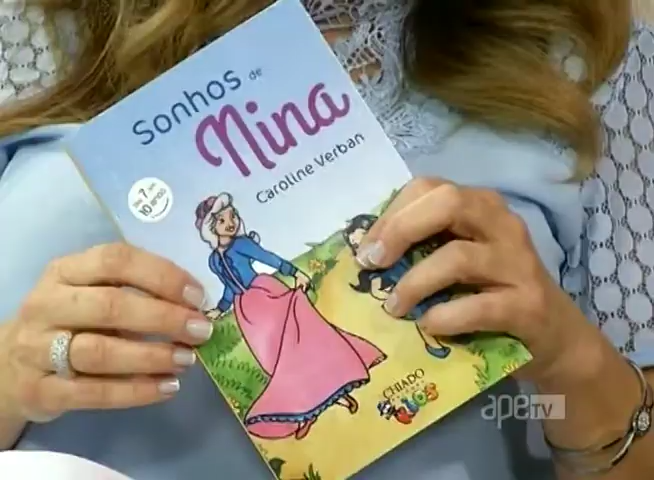 Sonhos de
Nina
Caroline Verban
dos 7 aos
10 anos
CHIADO
apeTV